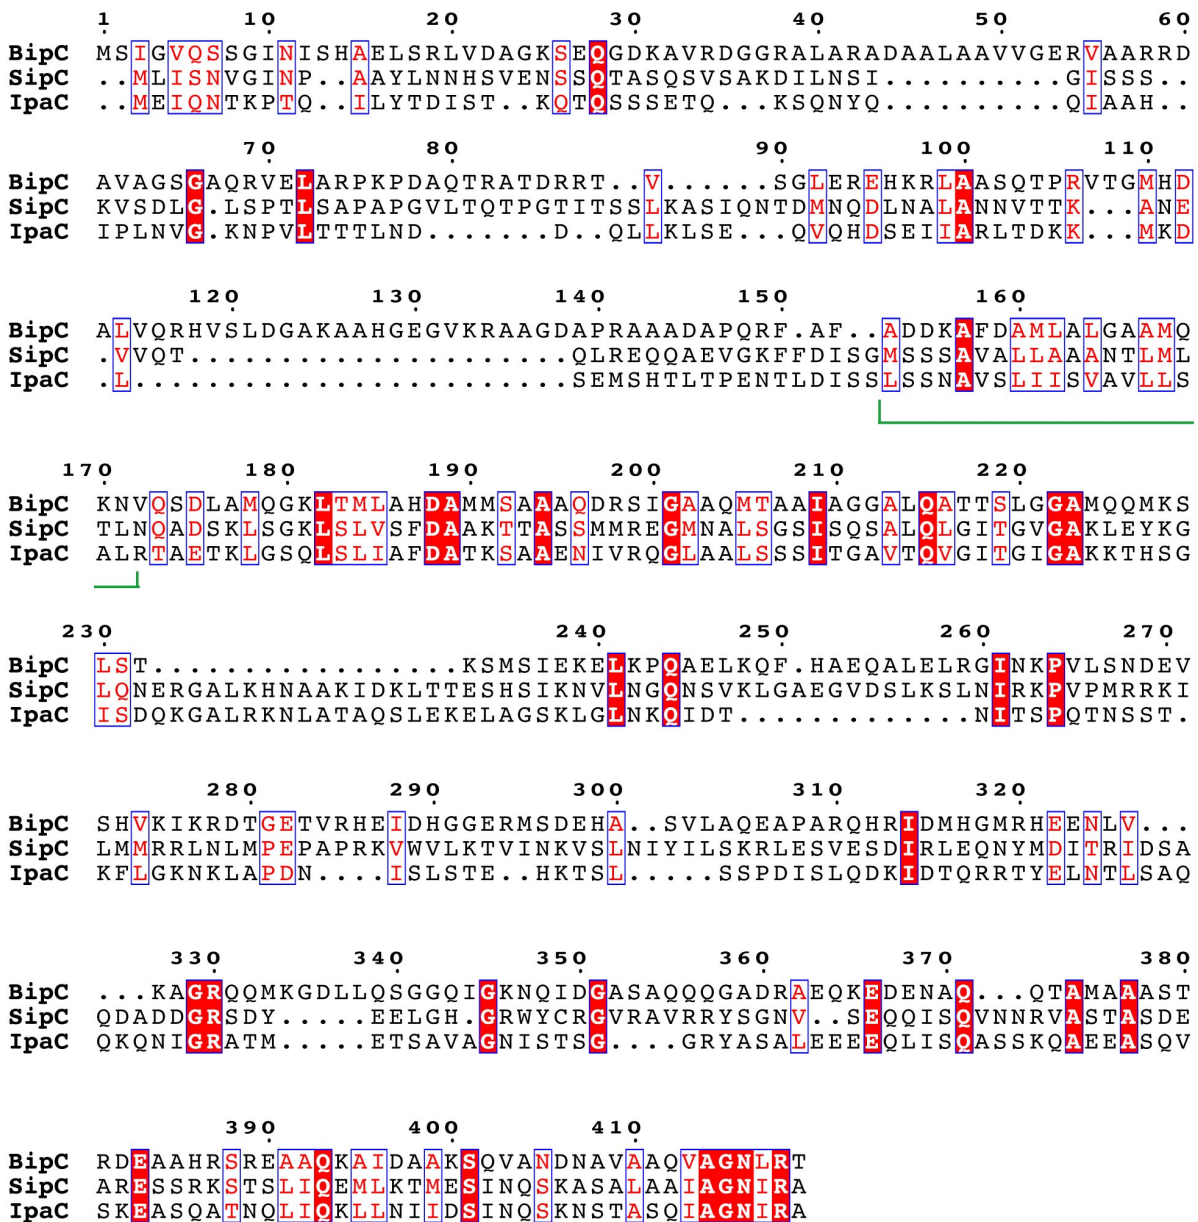 1 10 20 30 40 50 60
BipC MSIGVQSSGINISHAELSRLVDAGKSEQGDKAVRDGGRALARADAALAAVVGERVAARRD
SipC ..MLISNVGINP..AAYLNNHSVENSSQTASQSVSAKDILNSI..........GISSS..
IpaC ..MEIQNTKPTQ..ILYTDIST..KQTQSSSETQ...KSQNYQ..........QIAAH..
70 80 90 100 110
BipC AVAGSGAQRVELARPKPDAQTRATDRRT..V......SGLEREHKRLAASQTPRVTGMHD
SipC KVSDLG.LSPTLSAPAPGVLTQTPGTITSSLKASIQNTDMNQDLNALANNVTTK...ANE
IpaC IPLNVG.KNPVLTTTLND.......D..QLLKLSE...QVQHDSEIIARLTDKK...MKD
120 130 140 150 160
BipC ALVQRHVSLDGAKAAHGEGVKRAAGDAPRAAADAPQRF.AF..ADDKAFDAMLALGAAMQ
SipC .VVQT.....................QLREQQAEVGKFFDISGMSSSAVALLAAANTLML
IpaC .L........................SEMSHTLTPENTLDISSLSSNAVSLIISVAVLLS
170 180 190 200 210 220
BipC KNVQSDLAMQGKLTMLAHDAMMSAAAQDRSIGAAQMTAAIAGGALQATTSLGGAMQQMKS
SipC TLNQADSKLSGKLSLVSFDAAKTTASSMMREGMNALSGSISQSALQLGITGVGAKLEYKG
IpaC ALRTAETKLGSQLSLIAFDATKSAAENIVRQGLAALSSSITGAVTQVGITGIGAKKTHSG
230 240 250 260 270
BipC LST.................KSMSIEKELKPQAELKQF.HAEQALELRGINKPVLSNDEV
SipC LQNERGALKHNAAKIDKLTTESHSIKNVLNGQNSVKLGAEGVDSLKSLNIRKPVPMRRKI
IpaC ISDQKGALRKNLATAQSLEKELAGSKLGLNKQIDT.............NITSPQTNSST.
280 290 300 310 320
BipC SHVKIKRDTGETVRHEIDHGGERMSDEHA..SVLAQEAPARQHRIDMHGMRHEENLV...
SipC LMMRRLNLMPEPAPRKVWVLKTVINKVSLNIYILSKRLESVESDIRLEQNYMDITRIDSA
IpaC KFLGKNKLAPDN....ISLSTE..HKTSL.....SSPDISLQDKIDTQRRTYELNTLSAQ
330 340 350 360 370 380
BipC ...KAGRQQMKGDLLQSGGQIGKNQIDGASAQQQGADRAEQKEDENAQ...QTAMAAAST
SipC QDADDGRSDY.....EELGH.GRWYCRGVRAVRRYSGNV..SEQQISQVNNRVASTASDE
IpaC QKQNIGRATM.....ETSAVAGNISTSG....GRYASALEEEEQLISQASSKQAEEASQV
390 400 410
BipC RDEAAHRSREAAQKAIDAAKSQVANDNAVAAQVAGNLRT
SipC ARESSRKSTSLIQEMLKTMESINQSKASALAAIAGNIRA
IpaC SKEASQATNQLIQKLLNIIDSINQSKNSTASQIAGNIRA